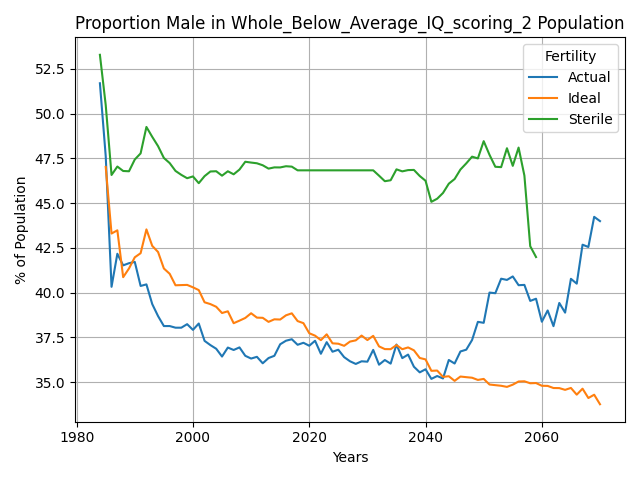 Proportion Male in Whole_Below_Average_IQ_scoring_2 Population
Fertility
Actual
Ideal
Sterile
% of Population
52.5
50.0
47.5
45.0
42.5
40.0
37.5
35.0
1980
2000
2020
2040
2060
Years